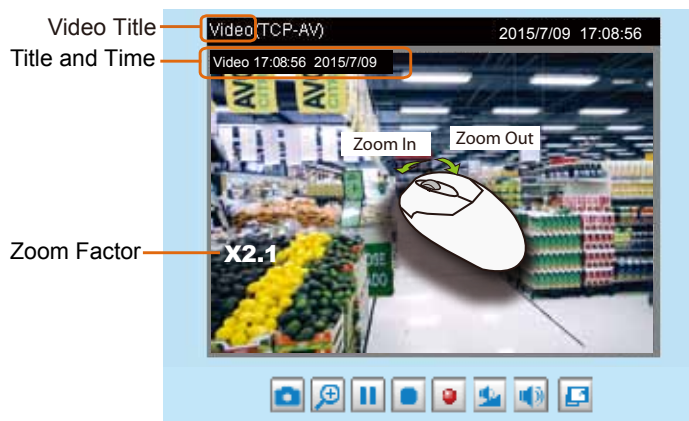 Video Title
Video(TCP-AV) 2015/7/09 17:08:56
Title and Time
Video 17:08:56 2015/7/09
Zoom In
Zoom Out
Zoom Factor
X2.1